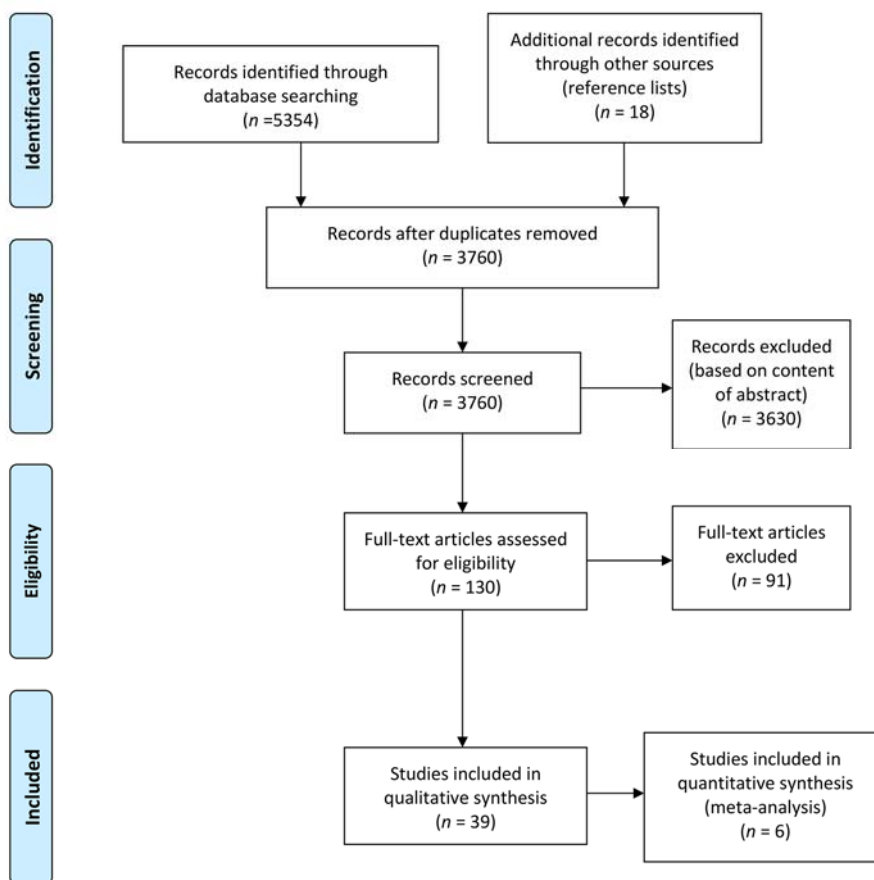 Identification
Records identified through
database searching
(n =5354)
Additional records identified
through other sources
(reference lists)
(n = 18)
Records after duplicates removed
(n = 3760)
Screening
Records screened
(n = 3760)
Records excluded
(based on content
of abstract)
(n = 3630)
Eligibility
Full-text articles assessed
for eligibility
(n = 130)
Full-text articles
excluded
(n = 91)
Included
Studies included in
qualitative synthesis
(n = 39)
Studies included in
quantitative synthesis
(meta-analysis)
(n = 6)